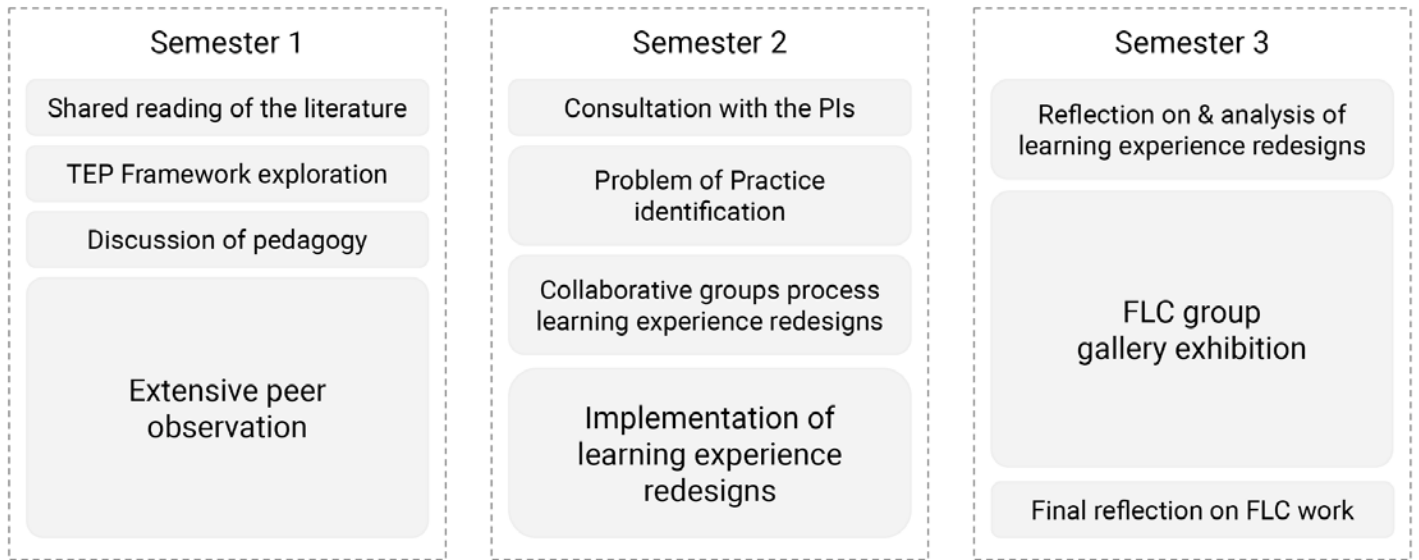 Semester 1
Shared reading of the literature
TEP Framework exploration
Discussion of pedagogy
Extensive peer
observation
Semester 2
Consultation with the PIs
Problem of Practice
identification
Collaborative groups process
learning experience redesigns
Implementation of
learning experience
redesigns
Semester 3
Reflection on & analysis of
learning experience redesigns
FLC group
gallery exhibition
Final reflection on FLC work